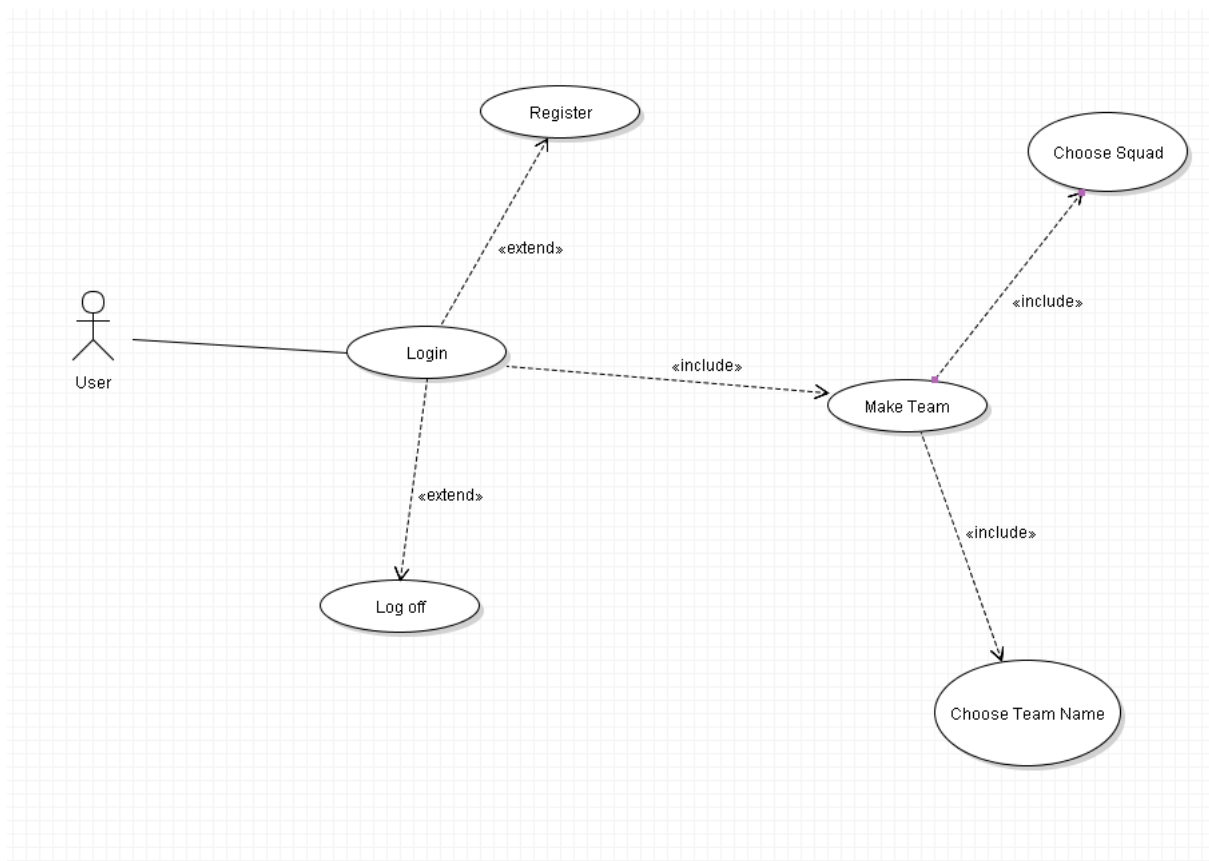 Register
Choose Squad
«extend»
«include»
User
Login
«include»
Make Team
«extend»
«include»
Log off
Choose Team Name